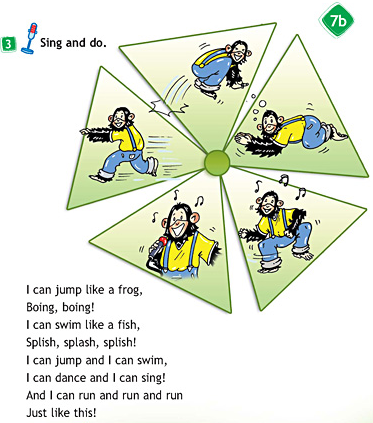 7b
3 Sing and do.
I can jump like a frog,
Boing, boing!
I can swim like a fish,
Splish, splash, splish!
I can jump and I can swim,
I can dance and I can sing!
And I can run and run and run
Just like this!